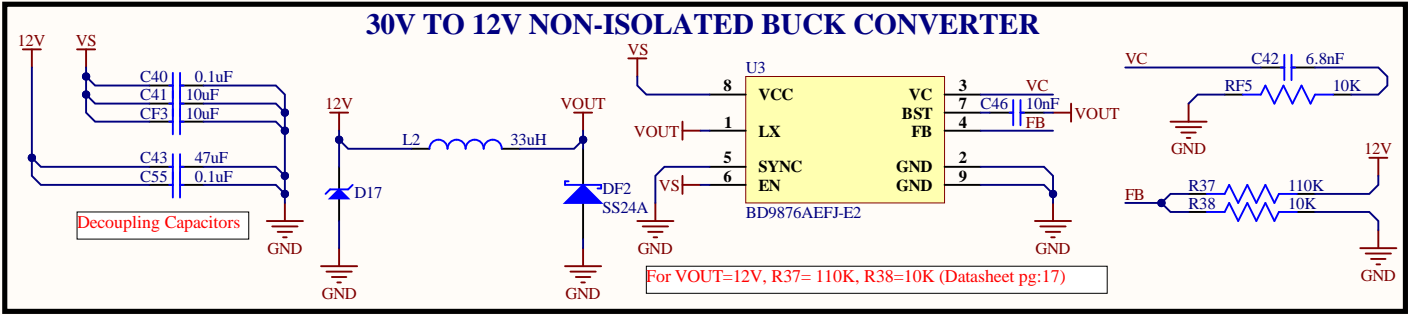 30V TO 12V NON-ISOLATED BUCK CONVERTER
12V
VS
C40 0.1uF
C41 10uF
CF3 10uF
C43 47uF
C55 0.1uF
Decoupling Capacitors
GND
12V
L2 33uH
VOUT
D17
DF2
SS24A
GND
GND
VS
U3
8 VCC VC 3 VC
BST 7 C46 10nF VOUT
VOUT 1 LX FB 4 FB
5 SYNC GND 2
VS 6 EN GND 9
BD9876AEFJ-E2
GND
GND
For VOUT=12V, R37= 110K, R38=10K (Datasheet pg:17)
VC C42 6.8nF
RF5 10K
GND
12V
R37 110K
FB
R38 10K
GND